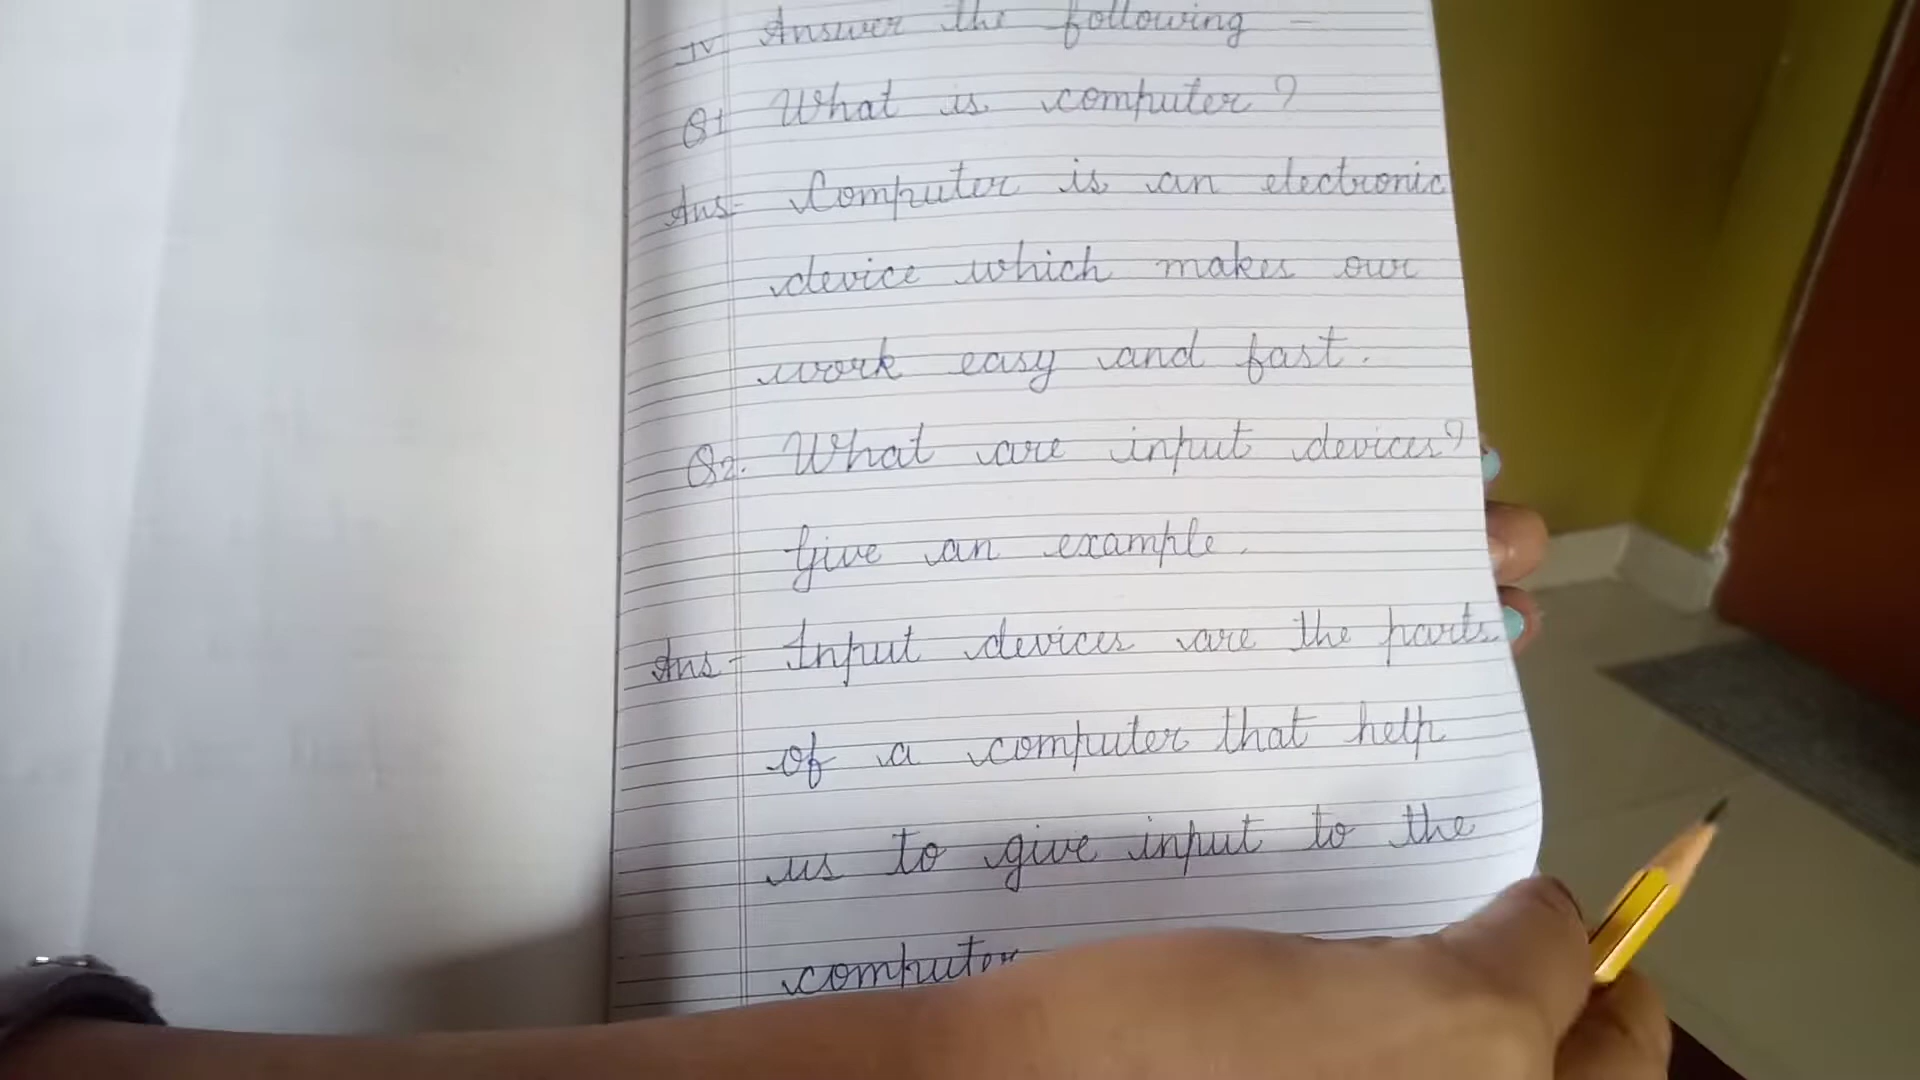 IV Answer the following -
Q1 What is computer?
Ans- Computer is an electronic
device which makes our
work easy and fast.
Q2. What are input devices?
Give an example.
Ans- Input devices are the parts
of a computer that help
us to give input to the
computer